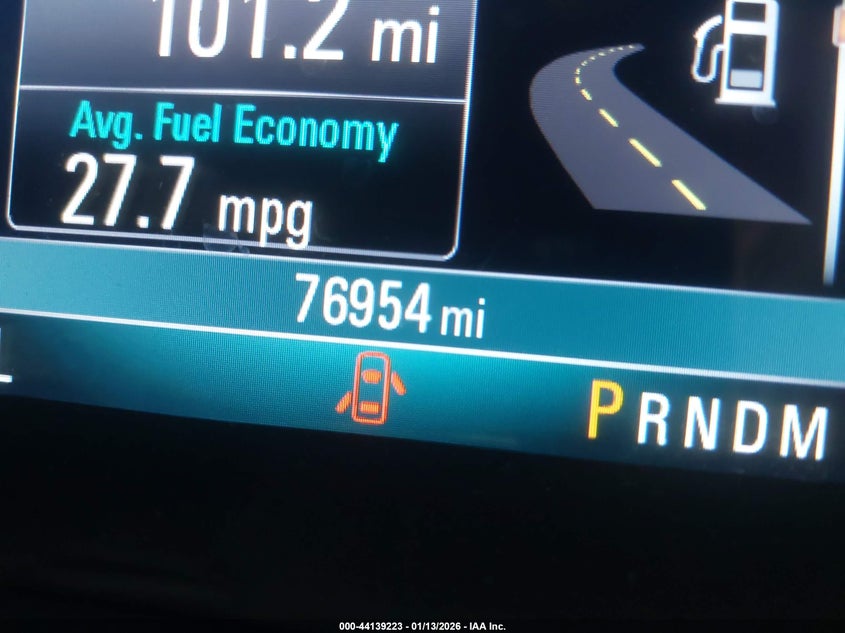 101.2 mi
Avg. Fuel Economy
27.7 mpg
76954 mi
PRNDM
000-44139223 - 01/13/2026 - IAA Inc.